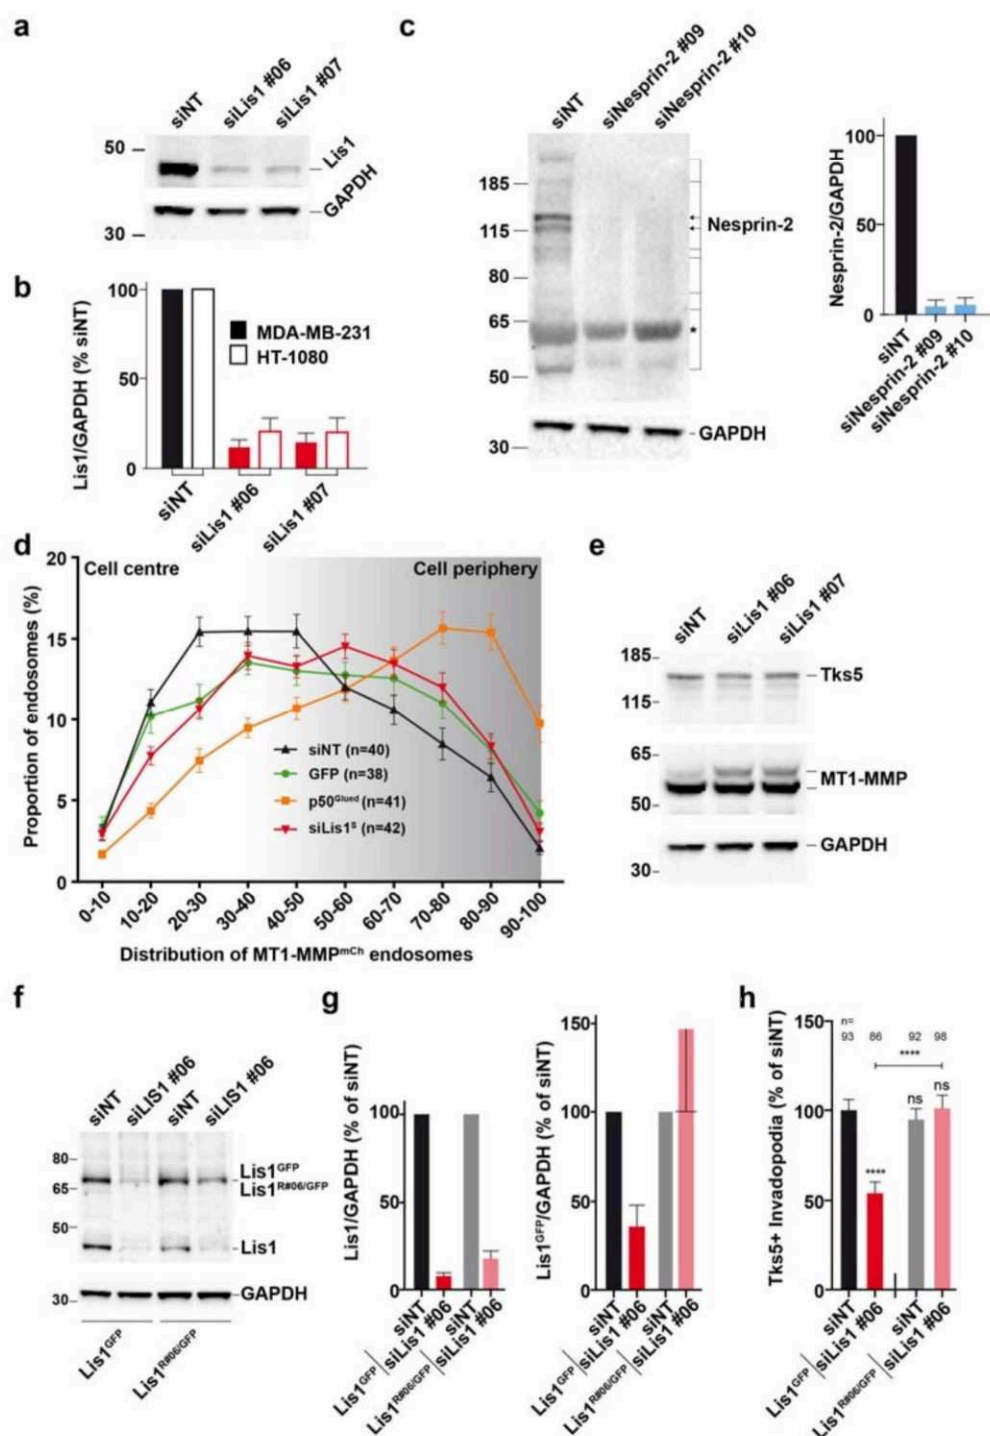 a
siNT
siLis1 #06
siLis1 #07
50
Lis1
GAPDH
30
b
Lis1/GAPDH (% siNT)
100
50
0
MDA-MB-231
HT-1080
siNT
siLis1 #06
siLis1 #07
c
siNT
siNesprin-2 #09
siNesprin-2 #10
185
115
80
65
50
30
Nesprin-2
*
GAPDH
Nesprin-2/GAPDH
100
50
0
siNT
siNesprin-2 #09
siNesprin-2 #10
d
Proportion of endosomes (%)
20
15
10
5
0
Cell centre
Cell periphery
siNT (n=40)
GFP (n=38)
p50Glued (n=41)
siLis1S (n=42)
0-10
10-20
20-30
30-40
40-50
50-60
60-70
70-80
80-90
90-100
Distribution of MT1-MMPmCh endosomes
e
siNT
siLis1 #06
siLis1 #07
185
115
Tks5
65
50
MT1-MMP
30
GAPDH
f
siNT
siLIS1 #06
siNT
siLIS1 #06
80
65
50
30
Lis1GFP
Lis1R#06/GFP
Lis1
GAPDH
Lis1GFP
Lis1R#06/GFP
g
Lis1/GAPDH (% of siNT)
100
50
0
siNT
siLis1 #06
siNT
siLis1 #06
Lis1GFP
Lis1R#06/GFP
Lis1GFP/GAPDH (% of siNT)
150
100
50
0
siNT
siLis1 #06
siNT
siLis1 #06
Lis1GFP
Lis1R#06/GFP
h
Tks5+ Invadopodia (% of siNT)
150
100
50
0
n=
93 86 92 98
****
****
ns
ns
siNT
siLis1 #06
siNT
siLis1 #06
Lis1GFP
Lis1R#06/GFP